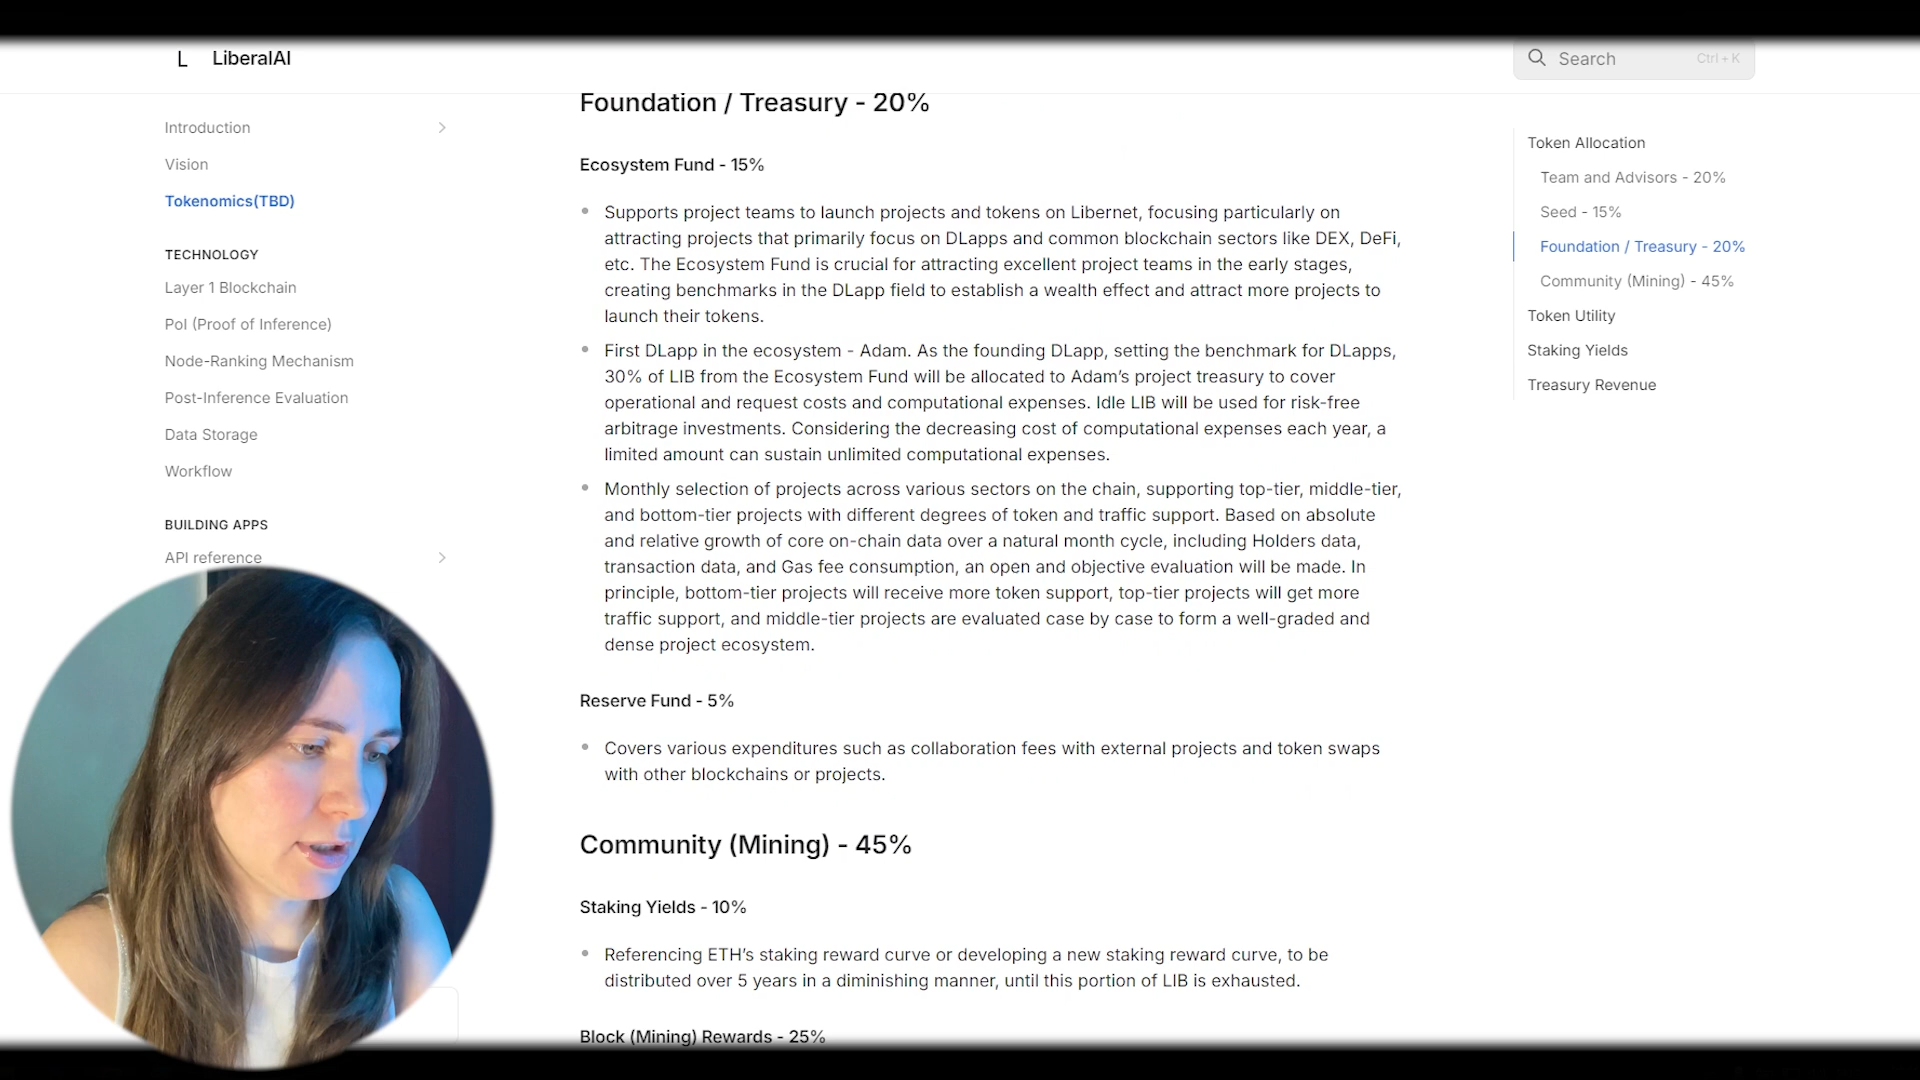 L LiberalAI
Search Ctrl + K
Introduction
Vision
Tokenomics(TBD)
TECHNOLOGY
Layer 1 Blockchain
PoI (Proof of Inference)
Node-Ranking Mechanism
Post-Inference Evaluation
Data Storage
Workflow
BUILDING APPS
API reference
Foundation / Treasury - 20%
Ecosystem Fund - 15%
Supports project teams to launch projects and tokens on Libernet, focusing particularly on
attracting projects that primarily focus on DLapps and common blockchain sectors like DEX, DeFi,
etc. The Ecosystem Fund is crucial for attracting excellent project teams in the early stages,
creating benchmarks in the DLapp field to establish a wealth effect and attract more projects to
launch their tokens.
First DLapp in the ecosystem - Adam. As the founding DLapp, setting the benchmark for DLapps,
30% of LIB from the Ecosystem Fund will be allocated to Adam’s project treasury to cover
operational and request costs and computational expenses. Idle LIB will be used for risk-free
arbitrage investments. Considering the decreasing cost of computational expenses each year, a
limited amount can sustain unlimited computational expenses.
Monthly selection of projects across various sectors on the chain, supporting top-tier, middle-tier,
and bottom-tier projects with different degrees of token and traffic support. Based on absolute
and relative growth of core on-chain data over a natural month cycle, including Holders data,
transaction data, and Gas fee consumption, an open and objective evaluation will be made. In
principle, bottom-tier projects will receive more token support, top-tier projects will get more
traffic support, and middle-tier projects are evaluated case by case to form a well-graded and
dense project ecosystem.
Reserve Fund - 5%
Covers various expenditures such as collaboration fees with external projects and token swaps
with other blockchains or projects.
Community (Mining) - 45%
Staking Yields - 10%
Referencing ETH’s staking reward curve or developing a new staking reward curve, to be
distributed over 5 years in a diminishing manner, until this portion of LIB is exhausted.
Block (Mining) Rewards - 25%
Token Allocation
Team and Advisors - 20%
Seed - 15%
Foundation / Treasury - 20%
Community (Mining) - 45%
Token Utility
Staking Yields
Treasury Revenue